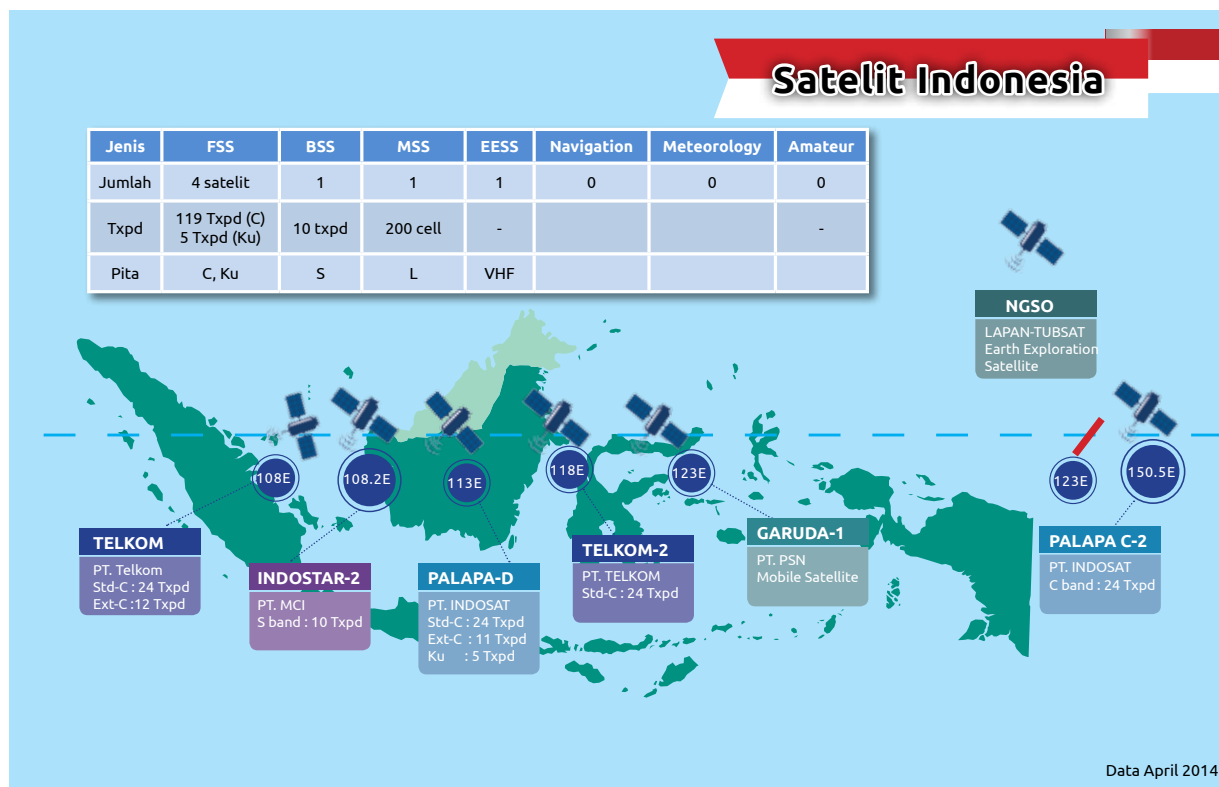 Satelit Indonesia
Jenis FSS BSS MSS EESS Navigation Meteorology Amateur
Jumlah 4 satelit 1 1 1 0 0 0
Txpd 119 Txpd (C) 5 Txpd (Ku) 10 txpd 200 cell - -
Pita C, Ku S L VHF
NGSO
LAPAN-TUBSAT
Earth Exploration
Satellite
108E
108.2E
113E
118E
123E
123E
150.5E
TELKOM
PT. Telkom
Std-C : 24 Txpd
Ext-C :12 Txpd
INDOSTAR-2
PT. MCI
S band : 10 Txpd
PALAPA-D
PT. INDOSAT
Std-C : 24 Txpd
Ext-C : 11 Txpd
Ku : 5 Txpd
TELKOM-2
PT. TELKOM
Std-C : 24 Txpd
GARUDA-1
PT. PSN
Mobile Satellite
PALAPA C-2
PT. INDOSAT
C band : 24 Txpd
Data April 2014